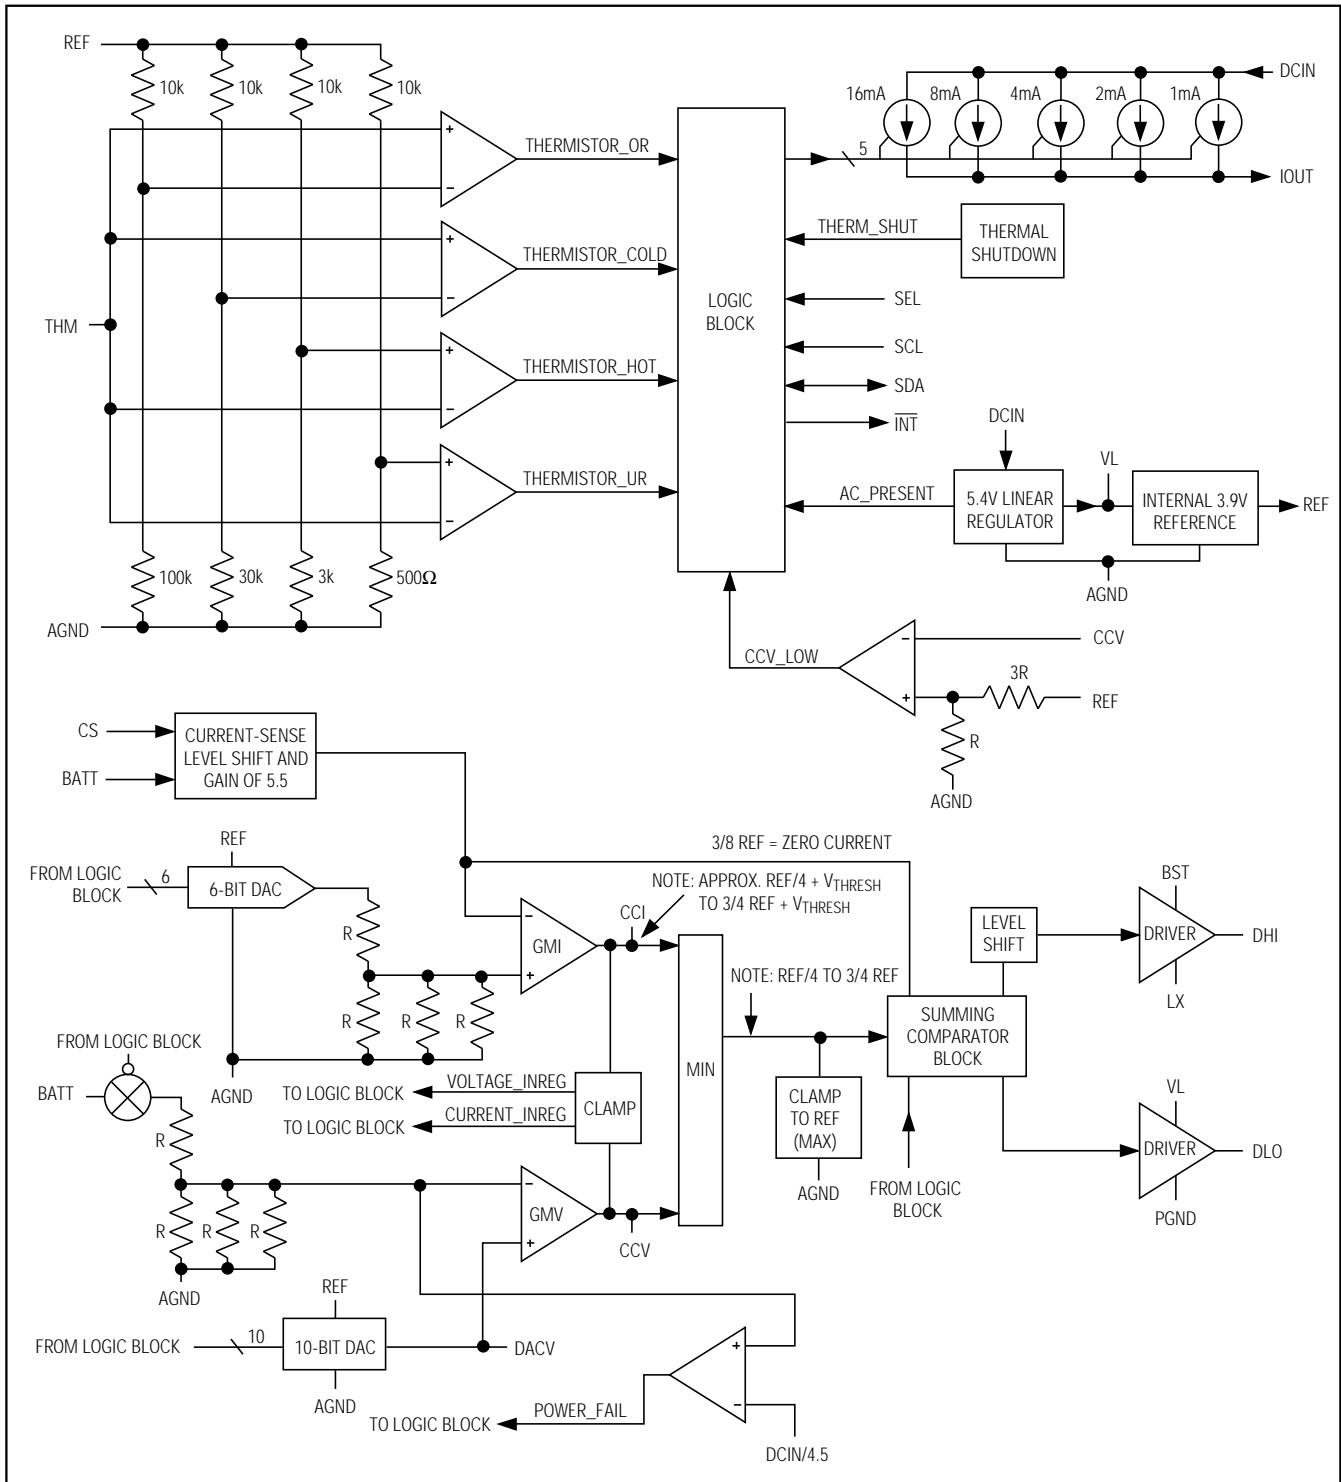 REF
10k
10k
10k
10k
100k
30k
3k
500Ω
AGND
THM
+
−
+
−
+
−
+
−
THERMISTOR_OR
THERMISTOR_COLD
THERMISTOR_HOT
THERMISTOR_UR
LOGIC
BLOCK
DCIN
16mA
8mA
4mA
2mA
1mA
5
IOUT
THERM_SHUT
THERMAL
SHUTDOWN
SEL
SCL
SDA
INT
DCIN
VL
AC_PRESENT
5.4V LINEAR
REGULATOR
INTERNAL 3.9V
REFERENCE
REF
AGND
CCV_LOW
−
+
CCV
3R
REF
R
AGND
CS
BATT
CURRENT-SENSE
LEVEL SHIFT AND
GAIN OF 5.5
REF
FROM LOGIC
BLOCK
6
6-BIT DAC
R
R
R
R
AGND
3/8 REF = ZERO CURRENT
NOTE: APPROX. REF/4 + VTHRESH
TO 3/4 REF + VTHRESH
−
+
GMI
CCI
NOTE: REF/4 TO 3/4 REF
MIN
LEVEL
SHIFT
BST
DRIVER
DHI
LX
SUMMING
COMPARATOR
BLOCK
FROM LOGIC BLOCK
BATT
R
R
R
R
AGND
TO LOGIC BLOCK
VOLTAGE_INREG
TO LOGIC BLOCK
CURRENT_INREG
CLAMP
CLAMP
TO REF
(MAX)
AGND
FROM LOGIC
BLOCK
VL
DRIVER
DLO
PGND
−
+
GMV
CCV
REF
FROM LOGIC BLOCK
10
10-BIT DAC
DACV
AGND
+
−
TO LOGIC BLOCK
POWER_FAIL
DCIN/4.5